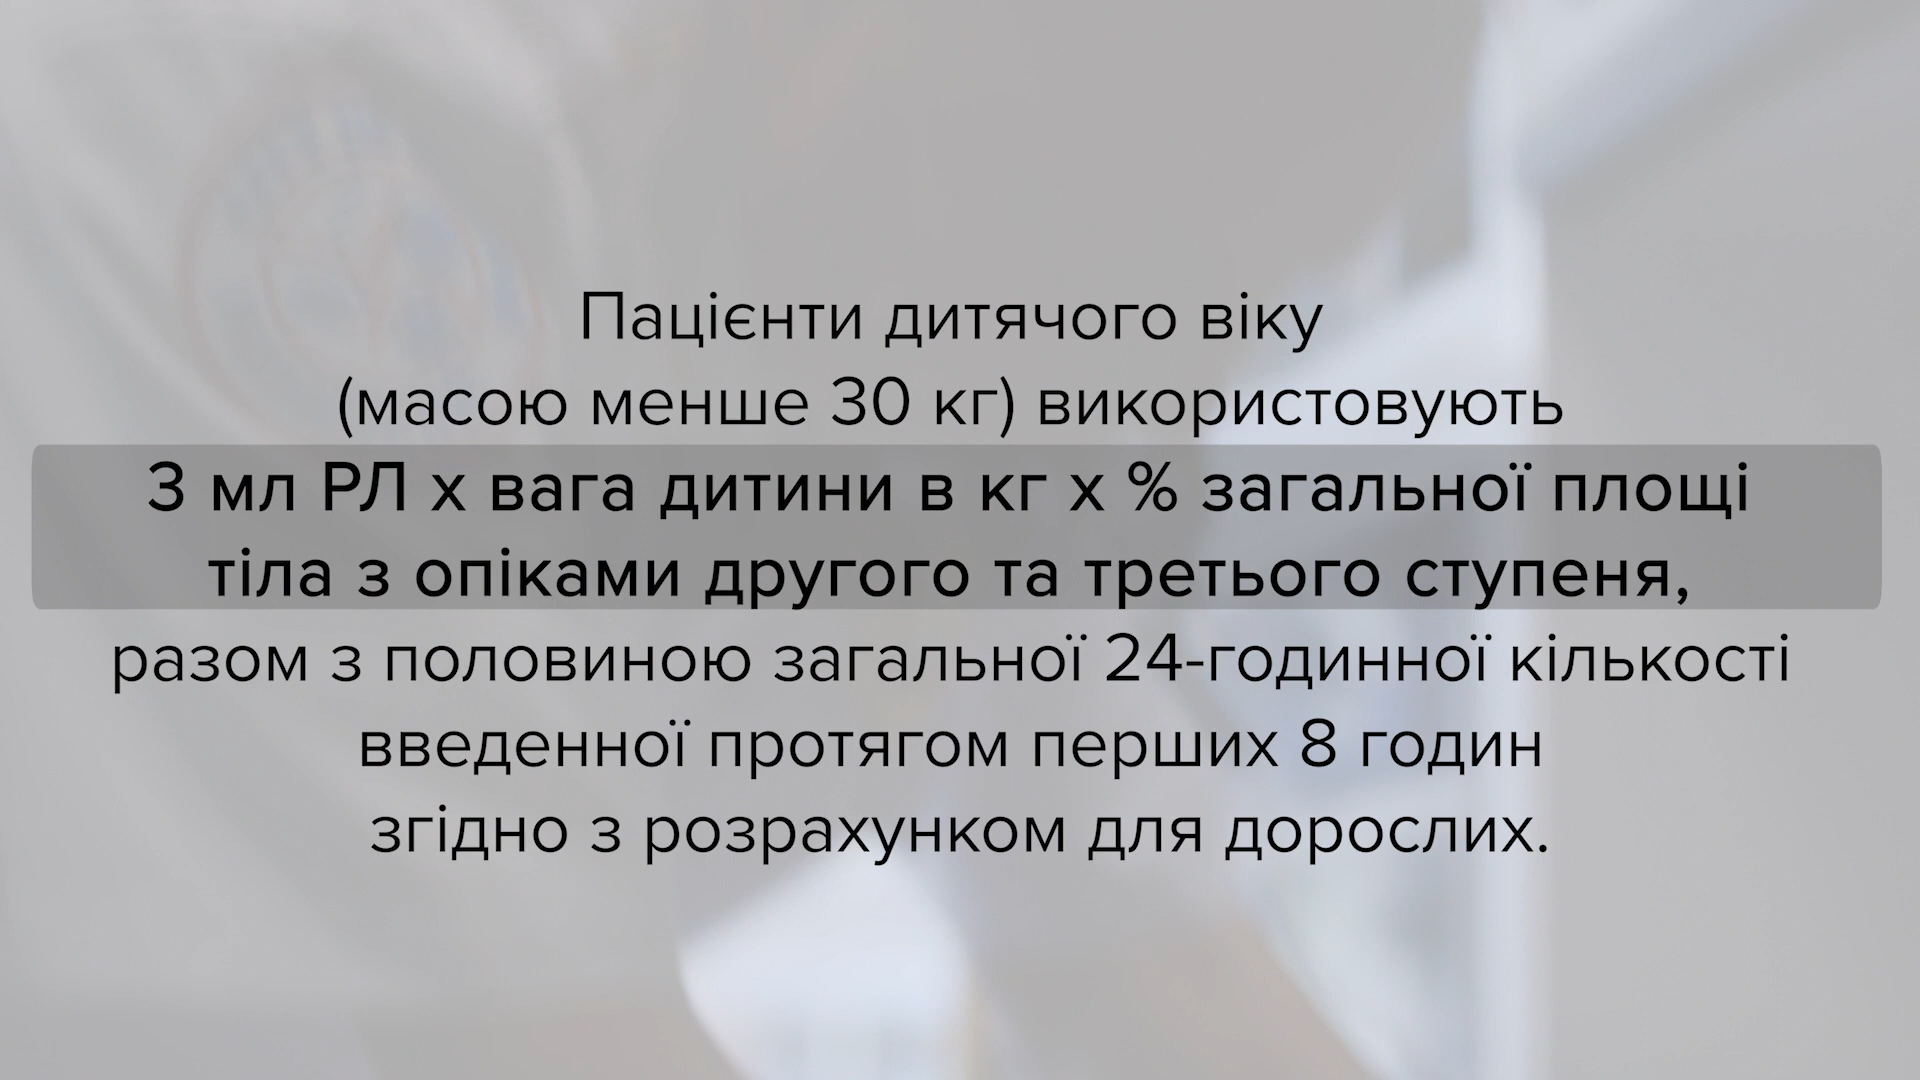 Пацієнти дитячого віку
(масою менше 30 кг) використовують
3 мл РЛ х вага дитини в кг х % загальної площі
тіла з опіками другого та третього ступеня,
разом з половиною загальної 24-годинної кількості
введенної протягом перших 8 годин
згідно з розрахунком для дорослих.